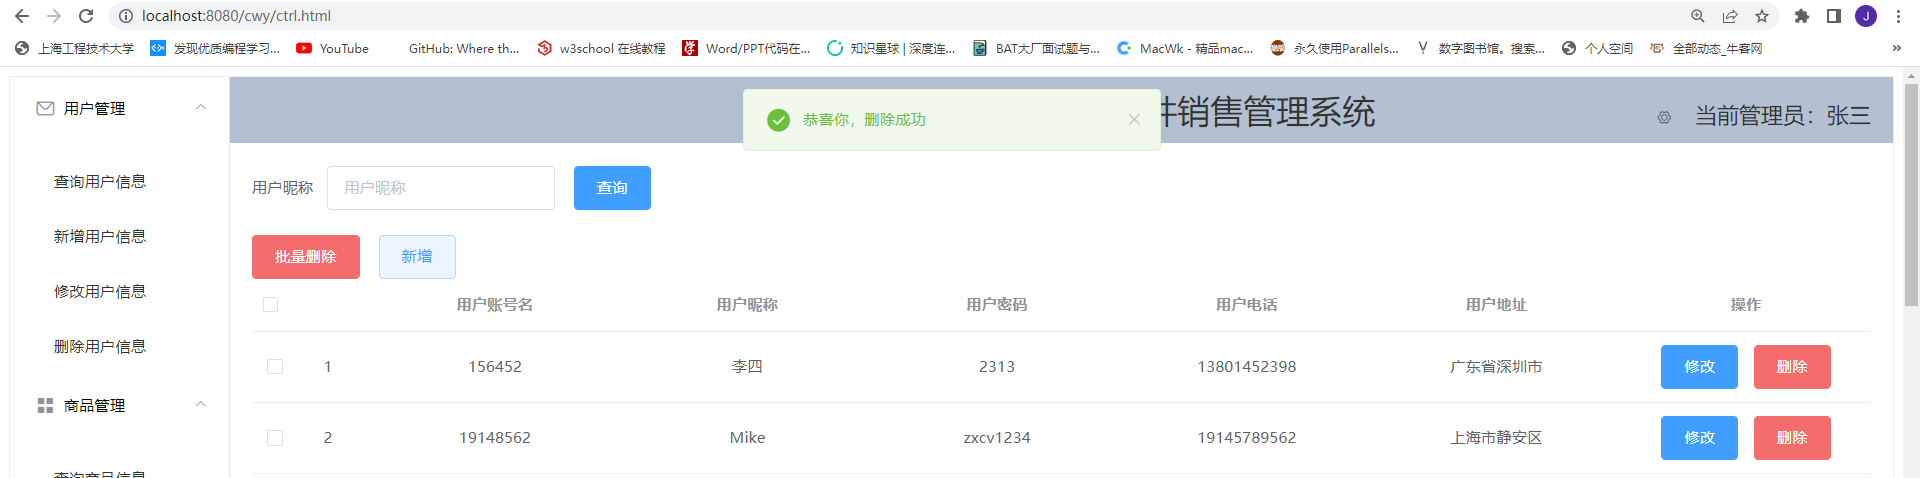 localhost:8080/cwy/ctrl.html
J
上海工程技术大学 发现优质编程学习... YouTube GitHub: Where th... w3school 在线教程 Word/PPT代码在... 知识星球 | 深度连... BAT大厂面试题与... MacWk - 精品mac... 永久使用Parallels... 数字图书馆。搜索... 个人空间 全部动态_牛客网 »
用户管理
查询用户信息
新增用户信息
修改用户信息
删除用户信息
商品管理
件销售管理系统
当前管理员：张三
恭喜你，删除成功
用户昵称 用户昵称 查询
批量删除 新增
用户账号名 用户昵称 用户密码 用户电话 用户地址 操作
1 156452 李四 2313 13801452398 广东省深圳市 修改 删除
2 19148562 Mike zxcv1234 19145789562 上海市静安区 修改 删除